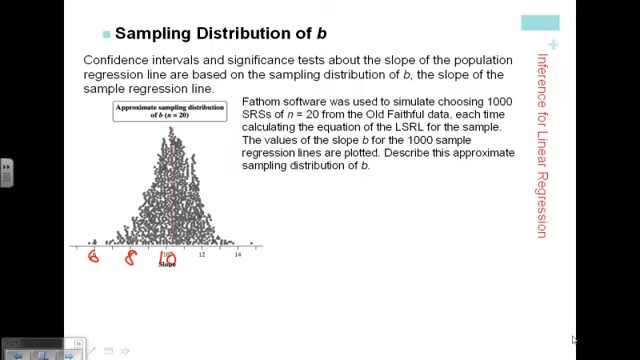 Sampling Distribution of b
Confidence intervals and significance tests about the slope of the population
regression line are based on the sampling distribution of b, the slope of the
sample regression line.
Approximate sampling distribution
of b (n = 20)
Fathom software was used to simulate choosing 1000
SRSs of n = 20 from the Old Faithful data, each time
calculating the equation of the LSRL for the sample.
The values of the slope b for the 1000 sample
regression lines are plotted. Describe this approximate
sampling distribution of b.
6 8 10 12 14
Slope
Inference for Linear Regression